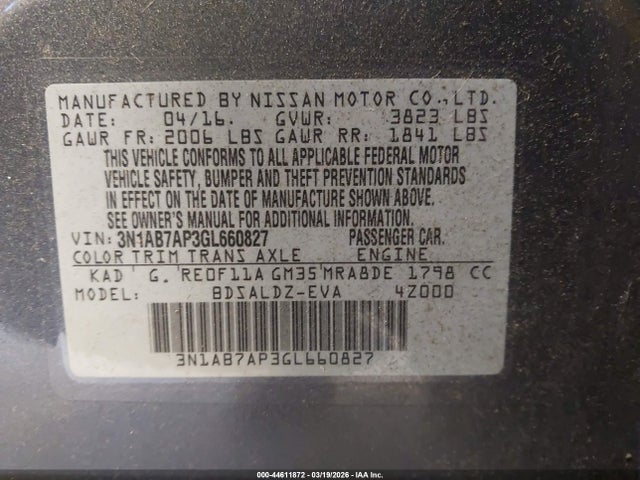 MANUFACTURED BY NISSAN MOTOR CO.,LTD.
DATE: 04/16. GVWR: 3823 LBS
GAWR FR: 2006 LBS GAWR RR: 1841 LBS
THIS VEHICLE CONFORMS TO ALL APPLICABLE FEDERAL MOTOR
VEHICLE SAFETY, BUMPER AND THEFT PREVENTION STANDARDS
IN EFFECT ON THE DATE OF MANUFACTURE SHOWN ABOVE.
SEE OWNER'S MANUAL FOR ADDITIONAL INFORMATION.
VIN: 3N1AB7AP3GL660827 PASSENGER CAR.
COLOR TRIM TRANS AXLE ENGINE
KAD G. RE0F11A GM35 MRA8DE 1798 CC
MODEL: BDSALDZ-EVA 4Z000
3N1AB7AP3GL660827
000-44611872 - 03/19/2026 - IAA Inc.